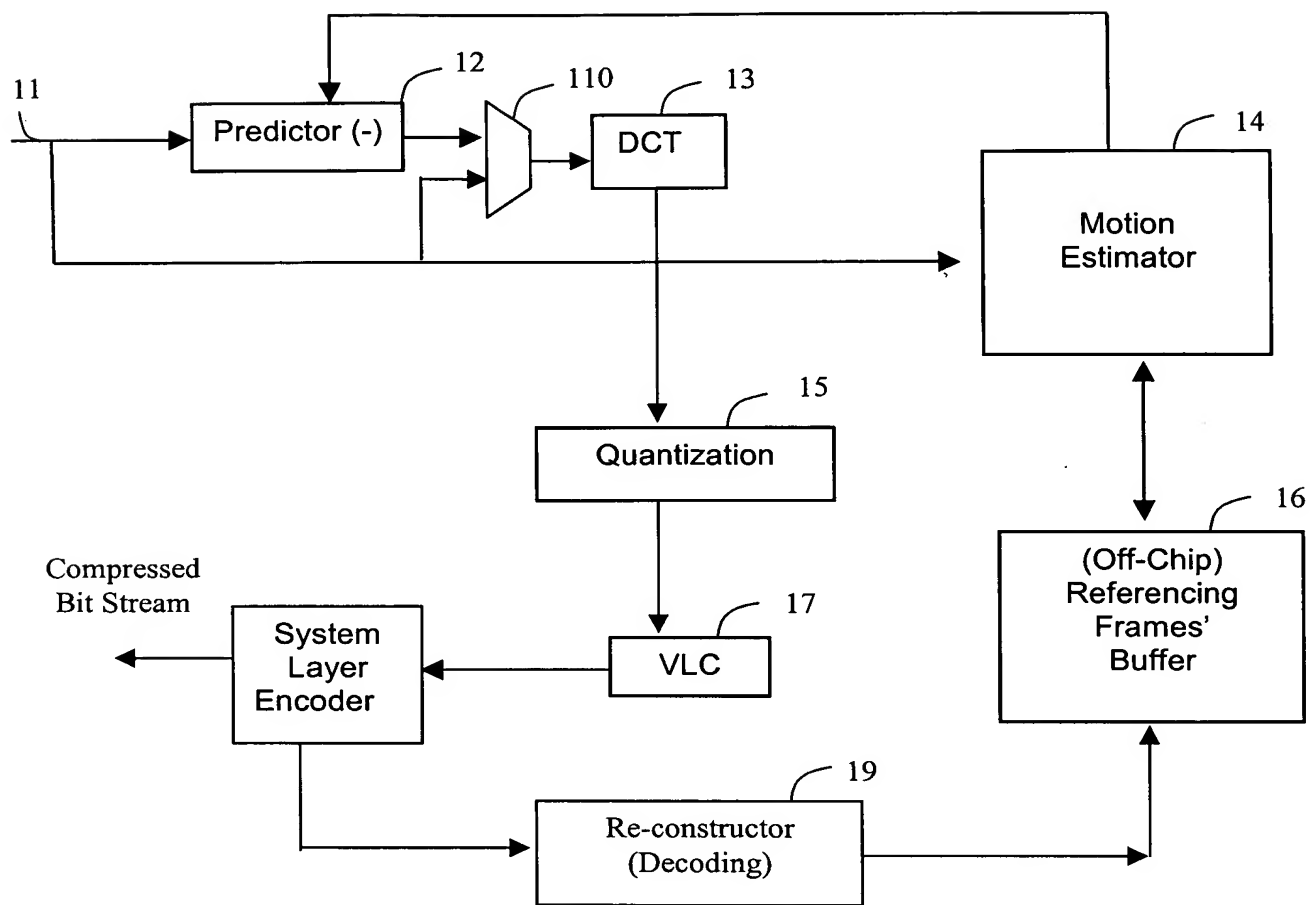 11
12
110
13
14
Predictor (-)
DCT
Motion
Estimator
15
Quantization
16
(Off-Chip)
Referencing
Frames'
Buffer
Compressed
Bit Stream
System
Layer
Encoder
17
VLC
19
Re-constructor
(Decoding)